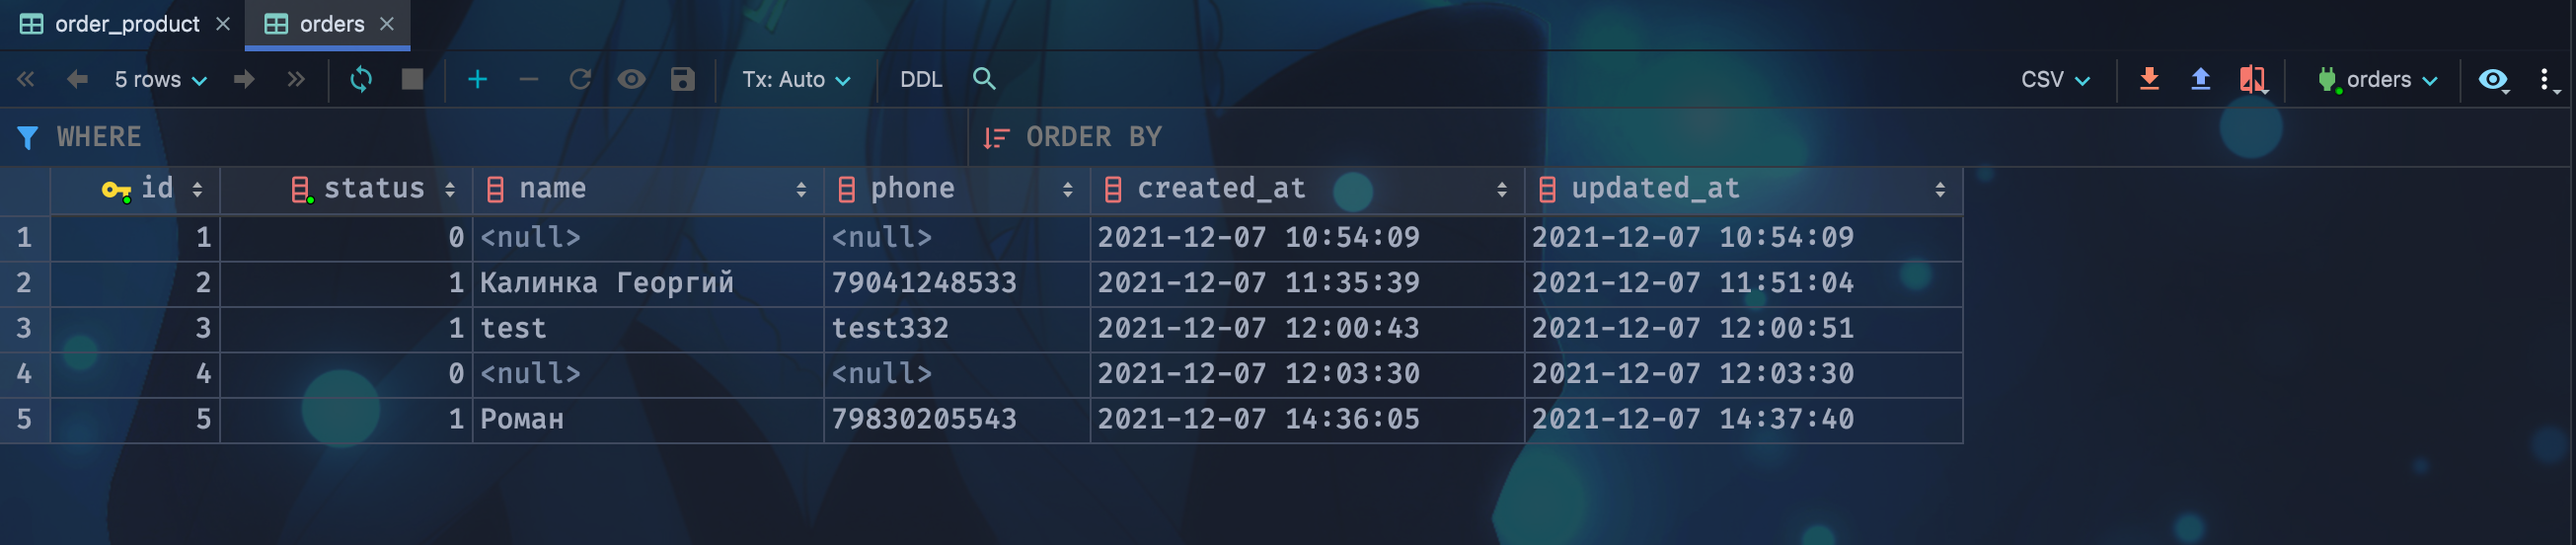 order_product orders
5 rows Tx: Auto DDL CSV orders
WHERE ORDER BY
id status name phone created_at updated_at
1 1 0 <null> <null> 2021-12-07 10:54:09 2021-12-07 10:54:09
2 2 1 Калинка Георгий 79041248533 2021-12-07 11:35:39 2021-12-07 11:51:04
3 3 1 test test332 2021-12-07 12:00:43 2021-12-07 12:00:51
4 4 0 <null> <null> 2021-12-07 12:03:30 2021-12-07 12:03:30
5 5 1 Роман 79830205543 2021-12-07 14:36:05 2021-12-07 14:37:40